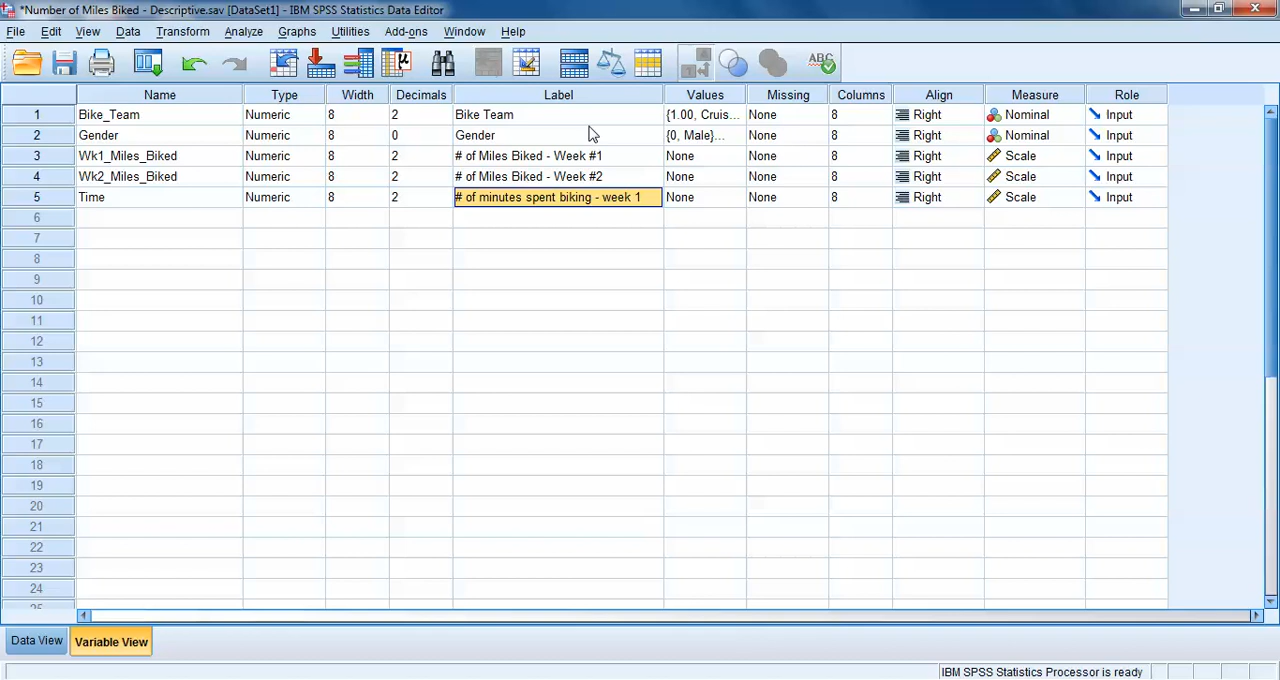 *Number of Miles Biked - Descriptive.sav [DataSet1] - IBM SPSS Statistics Data Editor
File Edit View Data Transform Analyze Graphs Utilities Add-ons Window Help
ABC
Name Type Width Decimals Label Values Missing Columns Align Measure Role
1 Bike_Team Numeric 8 2 Bike Team {1.00, Cruis... None 8 Right Nominal Input
2 Gender Numeric 8 0 Gender {0, Male}... None 8 Right Nominal Input
3 Wk1_Miles_Biked Numeric 8 2 # of Miles Biked - Week #1 None None 8 Right Scale Input
4 Wk2_Miles_Biked Numeric 8 2 # of Miles Biked - Week #2 None None 8 Right Scale Input
5 Time Numeric 8 2 # of minutes spent biking - week 1 None None 8 Right Scale Input
6
7
8
9
10
11
12
13
14
15
16
17
18
19
20
21
22
23
24
25
Data View Variable View
IBM SPSS Statistics Processor is ready